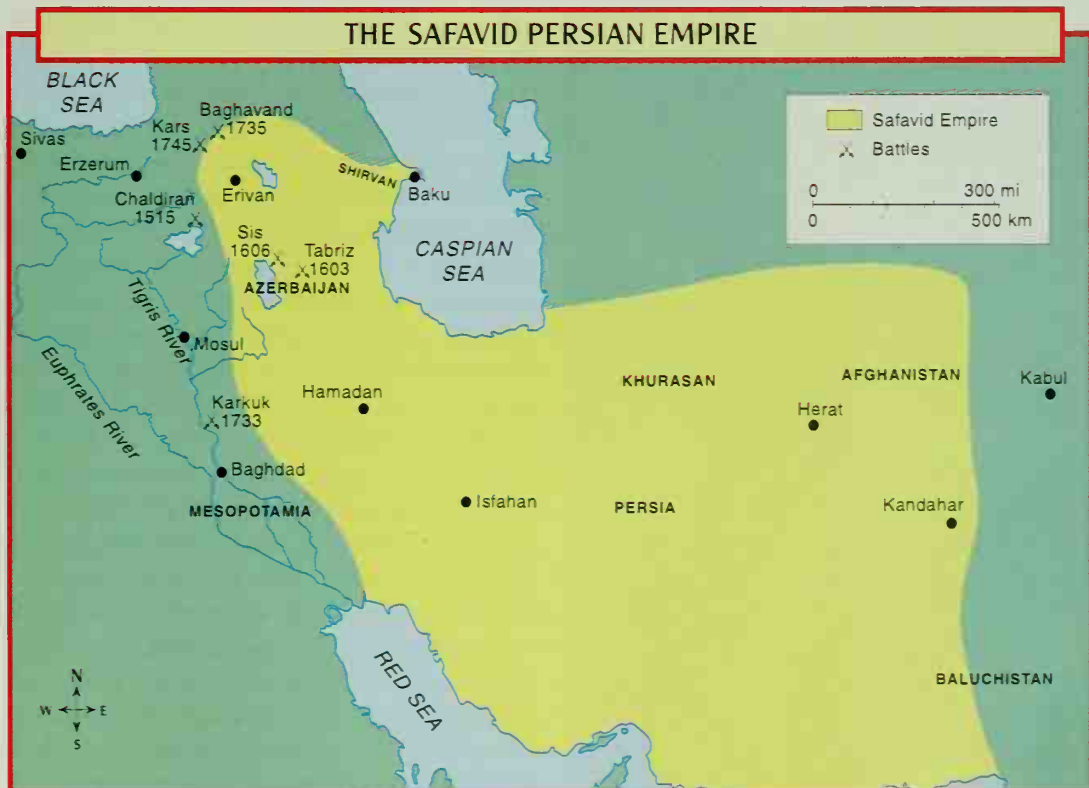 THE SAFAVID PERSIAN EMPIRE
BLACK
SEA
Sivas
Erzerum
Kars
1745
Baghavand
1735
Chaldiran
1515
Erivan
SHIRVAN
Baku
Sis
1606
Tabriz
1603
AZERBAIJAN
CASPIAN
SEA
Safavid Empire
Battles
0 300 mi
0 500 km
Tigris River
Mosul
Euphrates River
Karkuk
1733
Hamadan
Baghdad
MESOPOTAMIA
Isfahan
PERSIA
KHURASAN
AFGHANISTAN
Kabul
Herat
Kandahar
BALUCHISTAN
RED SEA
N
W E
S